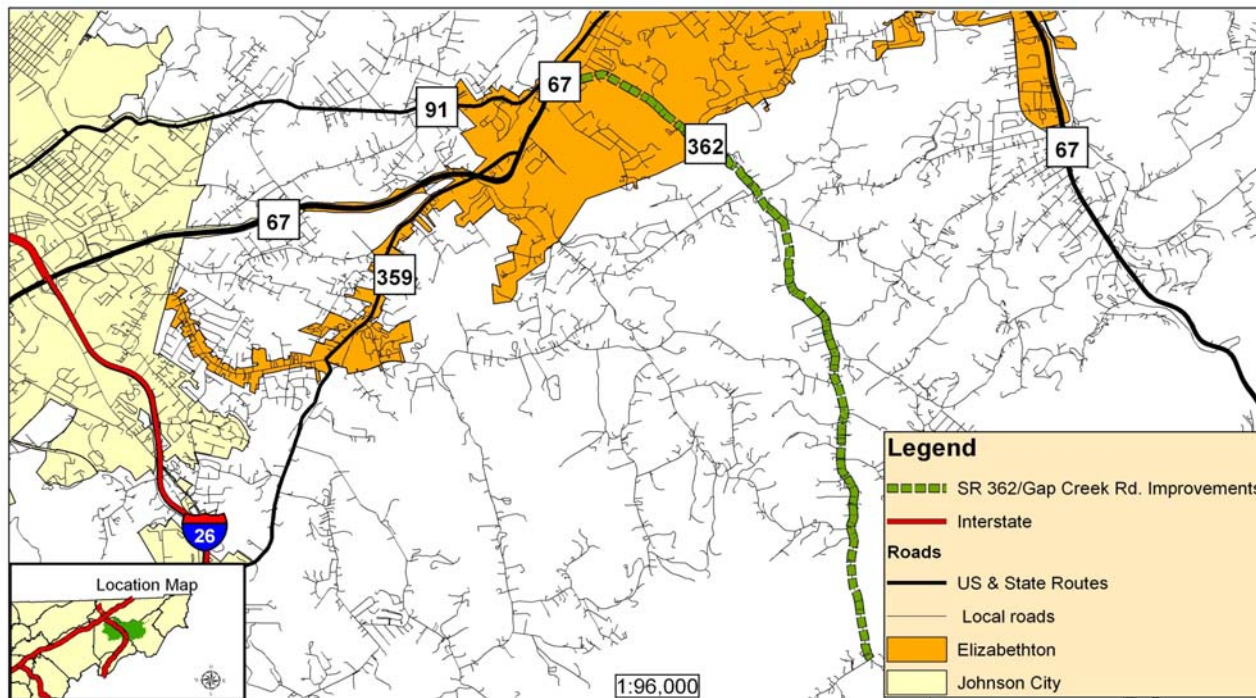 67
91
362
67
67
359
26
Location Map
1:96,000
Legend
SR 362/Gap Creek Rd. Improvements
Interstate
Roads
US & State Routes
Local roads
Elizabethton
Johnson City